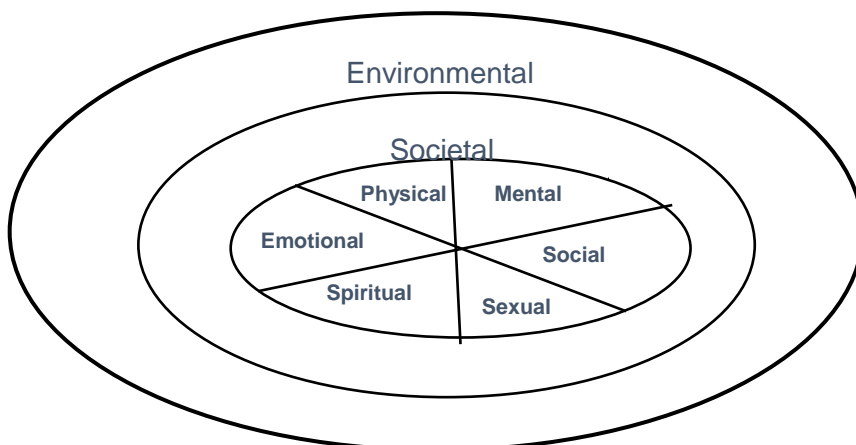 Environmental
Societal
Physical
Mental
Emotional
Social
Spiritual
Sexual